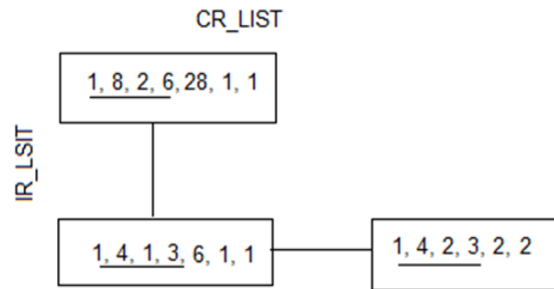 CR_LIST
1, 8, 2, 6, 28, 1, 1
IR_LSIT
1, 4, 1, 3, 6, 1, 1
1, 4, 2, 3, 2, 2